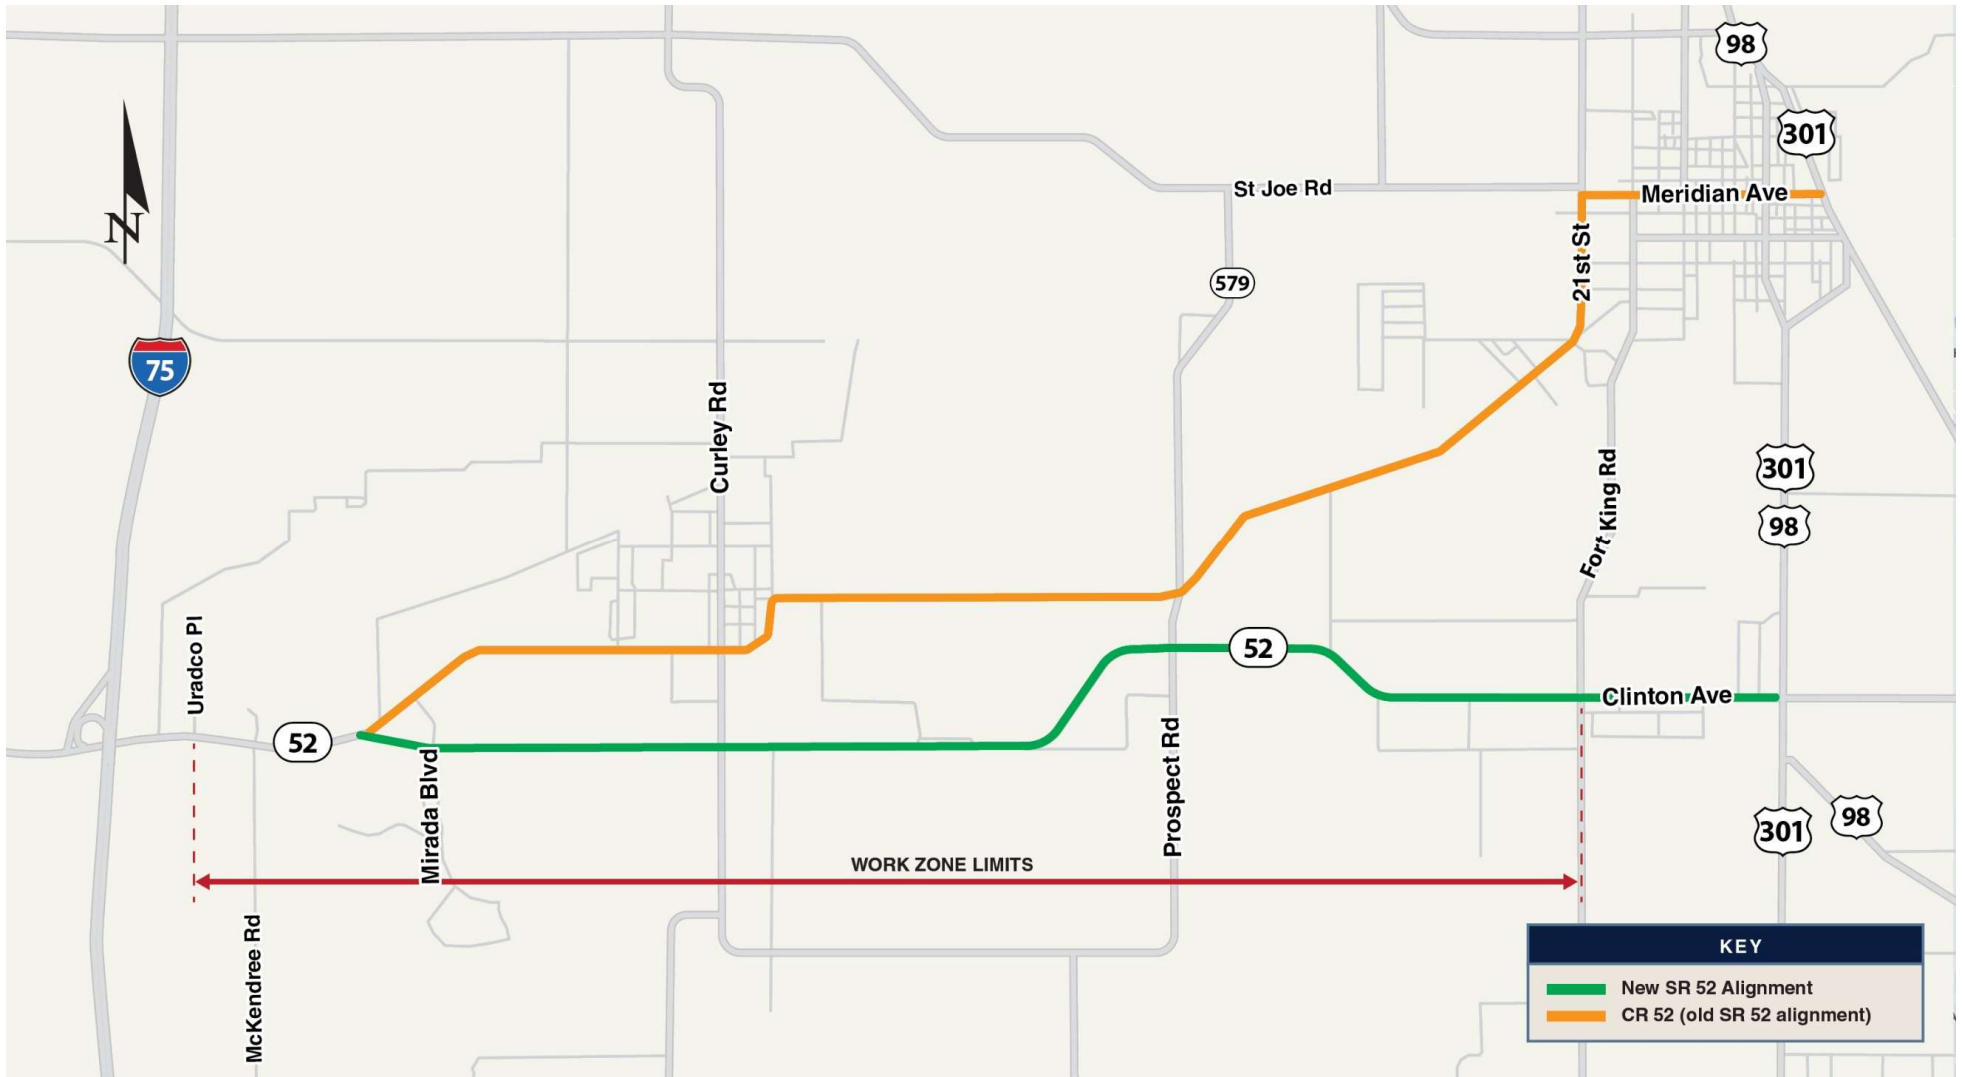 98
301
St Joe Rd
Meridian Ave
N
21st St
579
75
Curley Rd
301
Fort King Rd
98
Uradco Pl
52
52
Clinton Ave
Mirada Blvd
Prospect Rd
301
98
WORK ZONE LIMITS
McKendree Rd
KEY
New SR 52 Alignment
CR 52 (old SR 52 alignment)